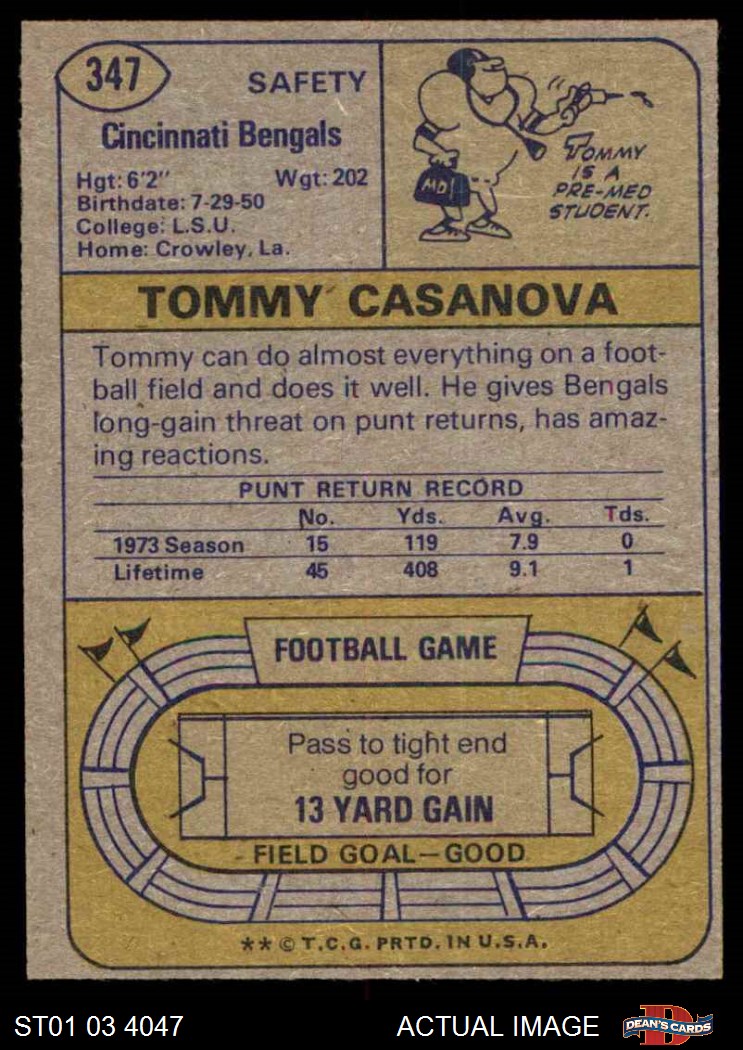 347
SAFETY
Cincinnati Bengals
Hgt: 6'2" Wgt: 202
Birthdate: 7-29-50
College: L.S.U.
Home: Crowley, La.
MD
TOMMY
IS A
PRE-MED
STUDENT.
TOMMY CASANOVA
Tommy can do almost everything on a foot-
ball field and does it well. He gives Bengals
long-gain threat on punt returns, has amaz-
ing reactions.
PUNT RETURN RECORD
No. Yds. Avg. Tds.
1973 Season 15 119 7.9 0
Lifetime 45 408 9.1 1
FOOTBALL GAME
Pass to tight end
good for
13 YARD GAIN
FIELD GOAL—GOOD
** © T.C.G. PRTD. IN U.S.A.
ST01 03 4047 ACTUAL IMAGE DEAN'S CARDS